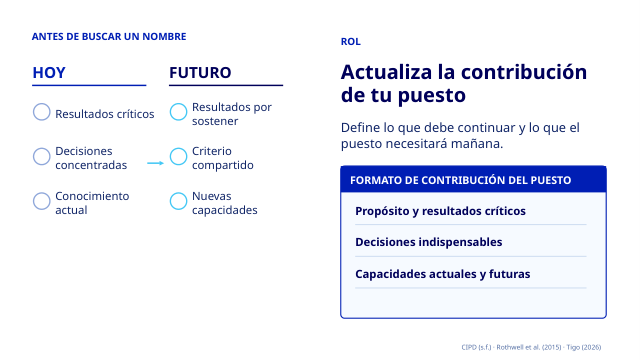 ANTES DE BUSCAR UN NOMBRE
HOY
FUTURO
Resultados críticos
Resultados por
sostener
Decisiones
concentradas
Criterio
compartido
Conocimiento
actual
Nuevas
capacidades
ROL
Actualiza la contribución
de tu puesto
Define lo que debe continuar y lo que el
puesto necesitará mañana.
FORMATO DE CONTRIBUCIÓN DEL PUESTO
Propósito y resultados críticos
Decisiones indispensables
Capacidades actuales y futuras
CIPD (s.f.) · Rothwell et al. (2015) · Tigo (2026)